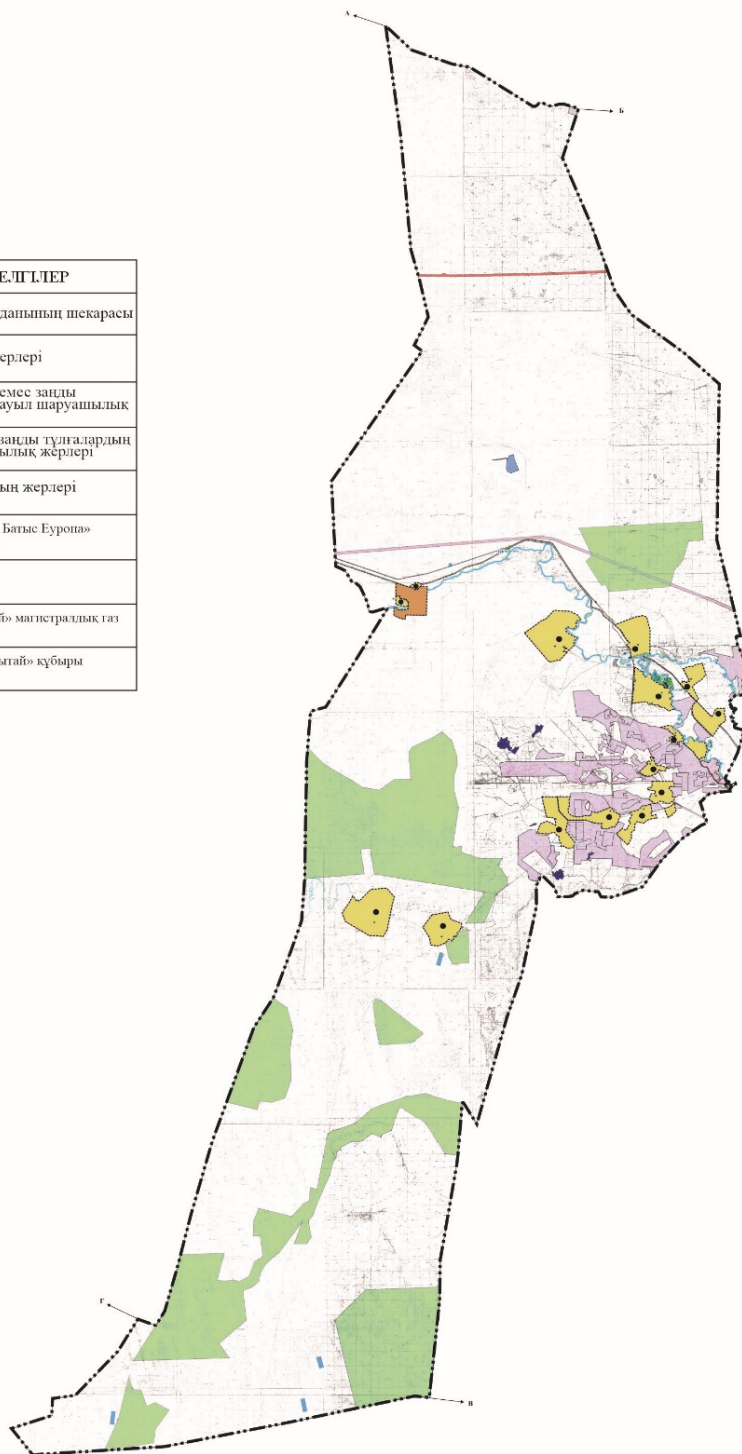 А
Б
ЕЛГІЛЕР
данының шекарасы
ерлері
емес заңды
ауыл шаруашылық
заңды тұлғалардың
ылық жерлері
ың жерлері
Батыс Еуропа»
й» магистралдық газ
ытай» құбыры
Г
В